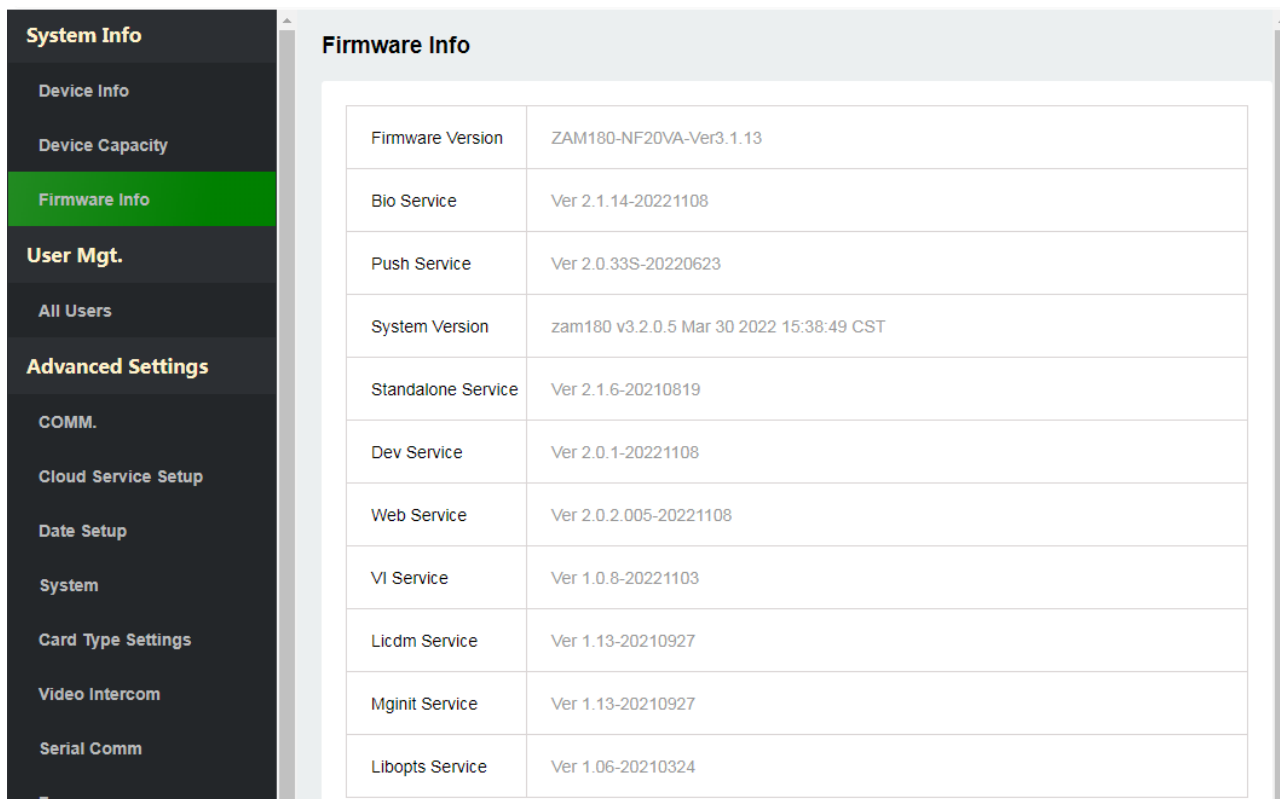 System Info
Device Info
Device Capacity
Firmware Info
User Mgt.
All Users
Advanced Settings
COMM.
Cloud Service Setup
Date Setup
System
Card Type Settings
Video Intercom
Serial Comm
Firmware Info
Firmware Version ZAM180-NF20VA-Ver3.1.13
Bio Service Ver 2.1.14-20221108
Push Service Ver 2.0.33S-20220623
System Version zam180 v3.2.0.5 Mar 30 2022 15:38:49 CST
Standalone Service Ver 2.1.6-20210819
Dev Service Ver 2.0.1-20221108
Web Service Ver 2.0.2.005-20221108
VI Service Ver 1.0.8-20221103
Licdm Service Ver 1.13-20210927
Mginit Service Ver 1.13-20210927
Libopts Service Ver 1.06-20210324